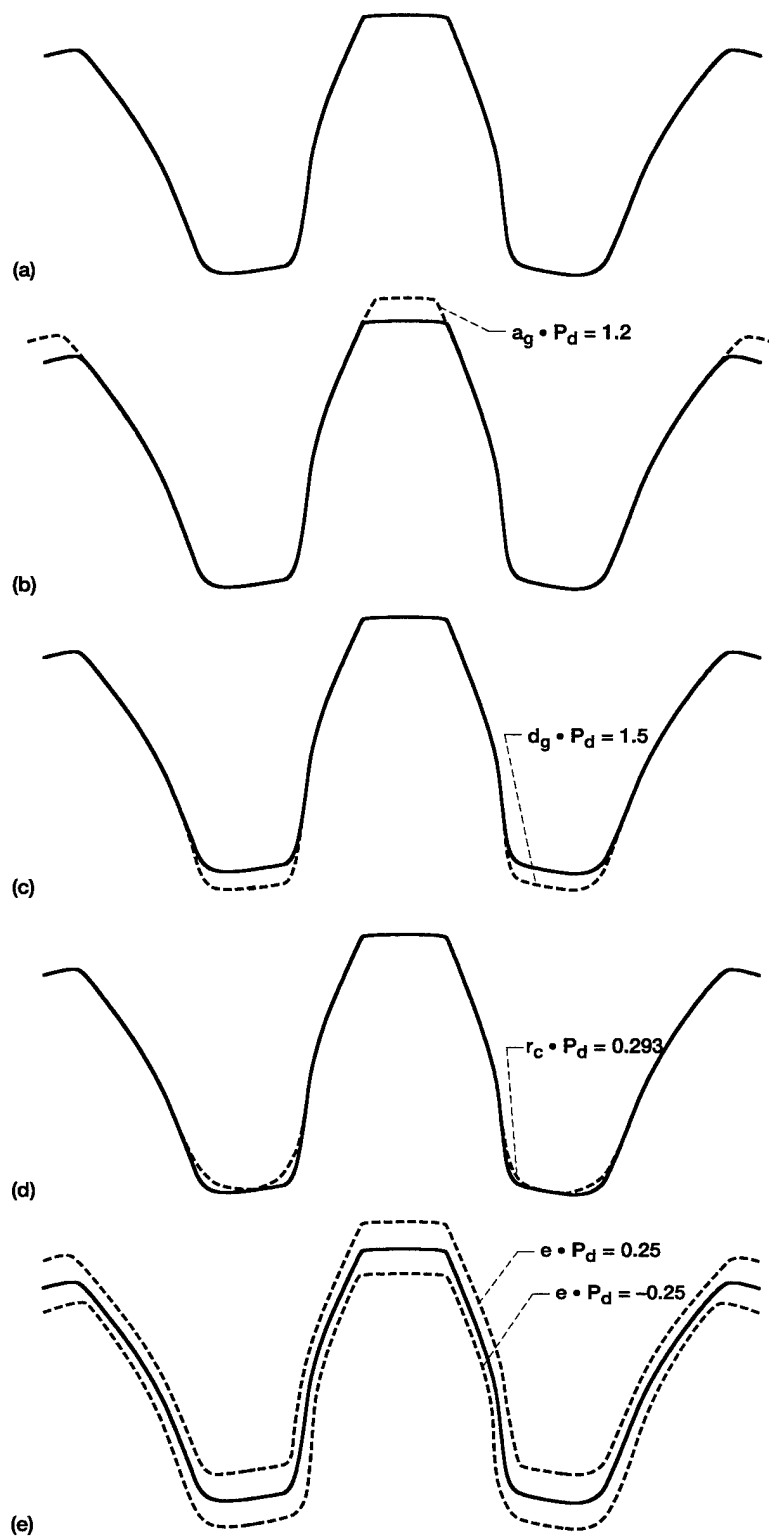 (a)
a_g • P_d = 1.2
(b)
d_g • P_d = 1.5
(c)
r_c • P_d = 0.293
(d)
e • P_d = 0.25
e • P_d = –0.25
(e)